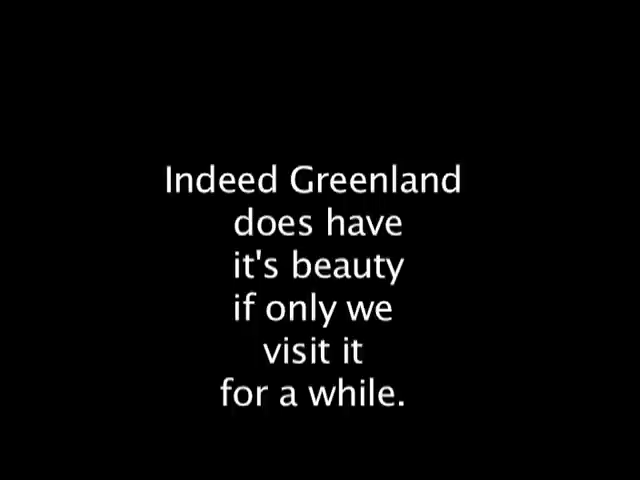 Indeed Greenland
does have
it's beauty
if only we
visit it
for a while.